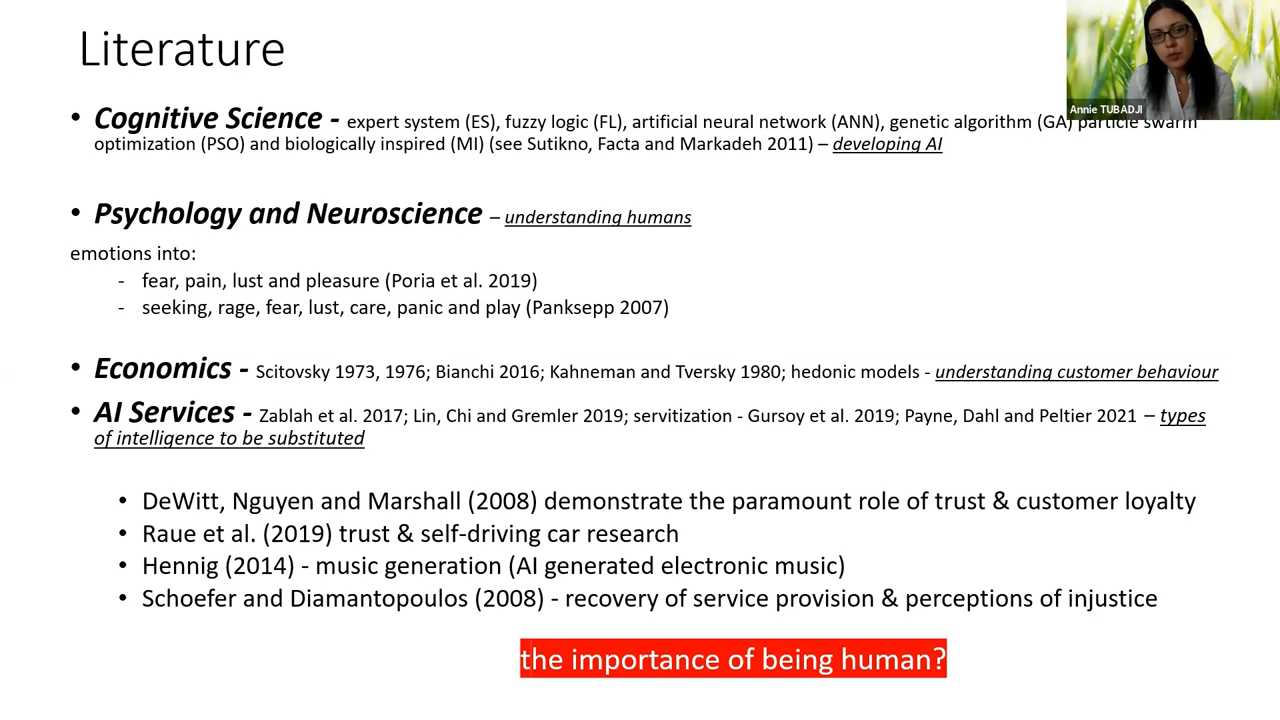 Literature
Annie TUBADJI
• Cognitive Science - expert system (ES), fuzzy logic (FL), artificial neural network (ANN), genetic algorithm (GA) particle swarm
optimization (PSO) and biologically inspired (MI) (see Sutikno, Facta and Markadeh 2011) – developing AI
• Psychology and Neuroscience – understanding humans
emotions into:
- fear, pain, lust and pleasure (Poria et al. 2019)
- seeking, rage, fear, lust, care, panic and play (Panksepp 2007)
• Economics - Scitovsky 1973, 1976; Bianchi 2016; Kahneman and Tversky 1980; hedonic models - understanding customer behaviour
• AI Services - Zablah et al. 2017; Lin, Chi and Gremler 2019; servitization - Gursoy et al. 2019; Payne, Dahl and Peltier 2021 – types
of intelligence to be substituted
• DeWitt, Nguyen and Marshall (2008) demonstrate the paramount role of trust & customer loyalty
• Raue et al. (2019) trust & self-driving car research
• Hennig (2014) - music generation (AI generated electronic music)
• Schoefer and Diamantopoulos (2008) - recovery of service provision & perceptions of injustice
the importance of being human?